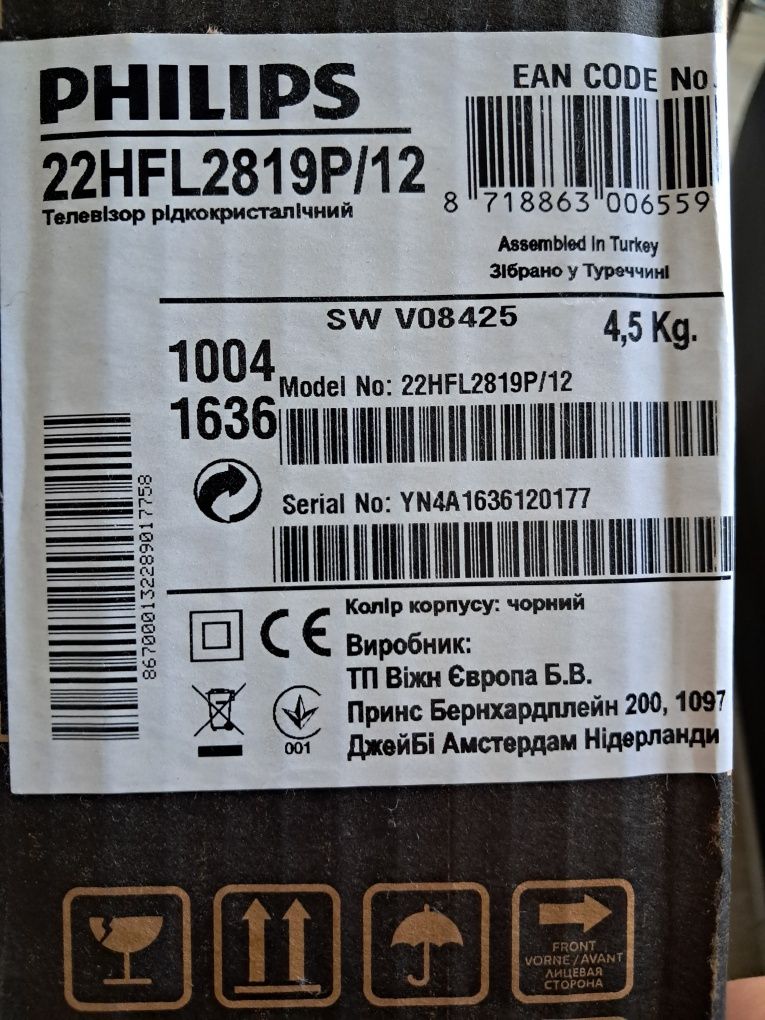 PHILIPS
EAN CODE No.
22HFL2819P/12
8 718863 006559
Телевізор рідкокристалічний
Assembled in Turkey
Зібрано у Туреччині
SW V08425
4,5 Kg.
1004
1636
Model No: 22HFL2819P/12
Serial No: YN4A1636120177
867000132289017758
CE
Колір корпусу: чорний
Виробник:
ТП Віжн Європа Б.В.
Принс Бернхардплейн 200, 1097
ДжейБі Амстердам Нідерланди
001
FRONT
VORNE/AVANT
ЛИЦЕВАЯ
СТОРОНА